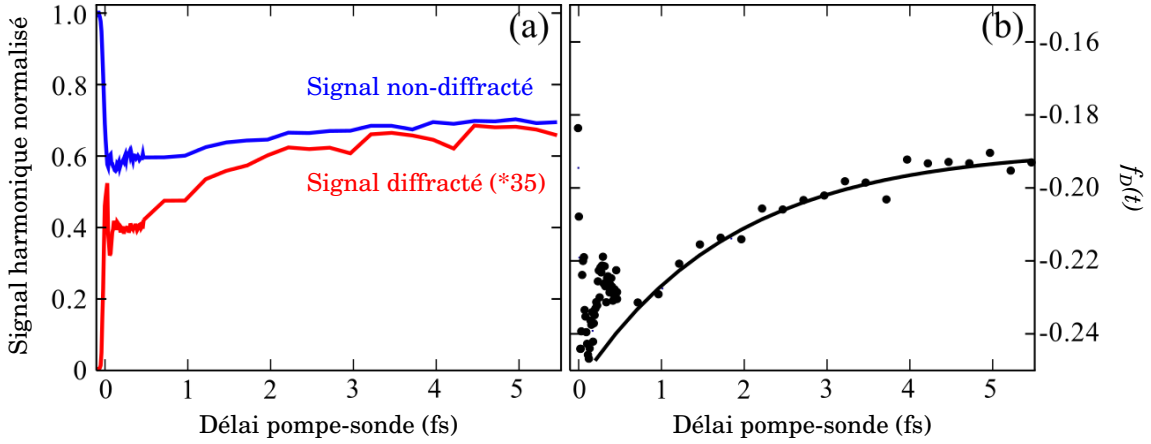 Signal harmonique normalisé
1.0
0.8
0.6
0.4
0.2
0
(a)
Signal non-diffracté
Signal diffracté (*35)
0
1
2
3
4
5
Délai pompe-sonde (fs)
(b)
-0.16
-0.18
-0.20
-0.22
-0.24
f_D(t)
0
1
2
3
4
5
Délai pompe-sonde (fs)